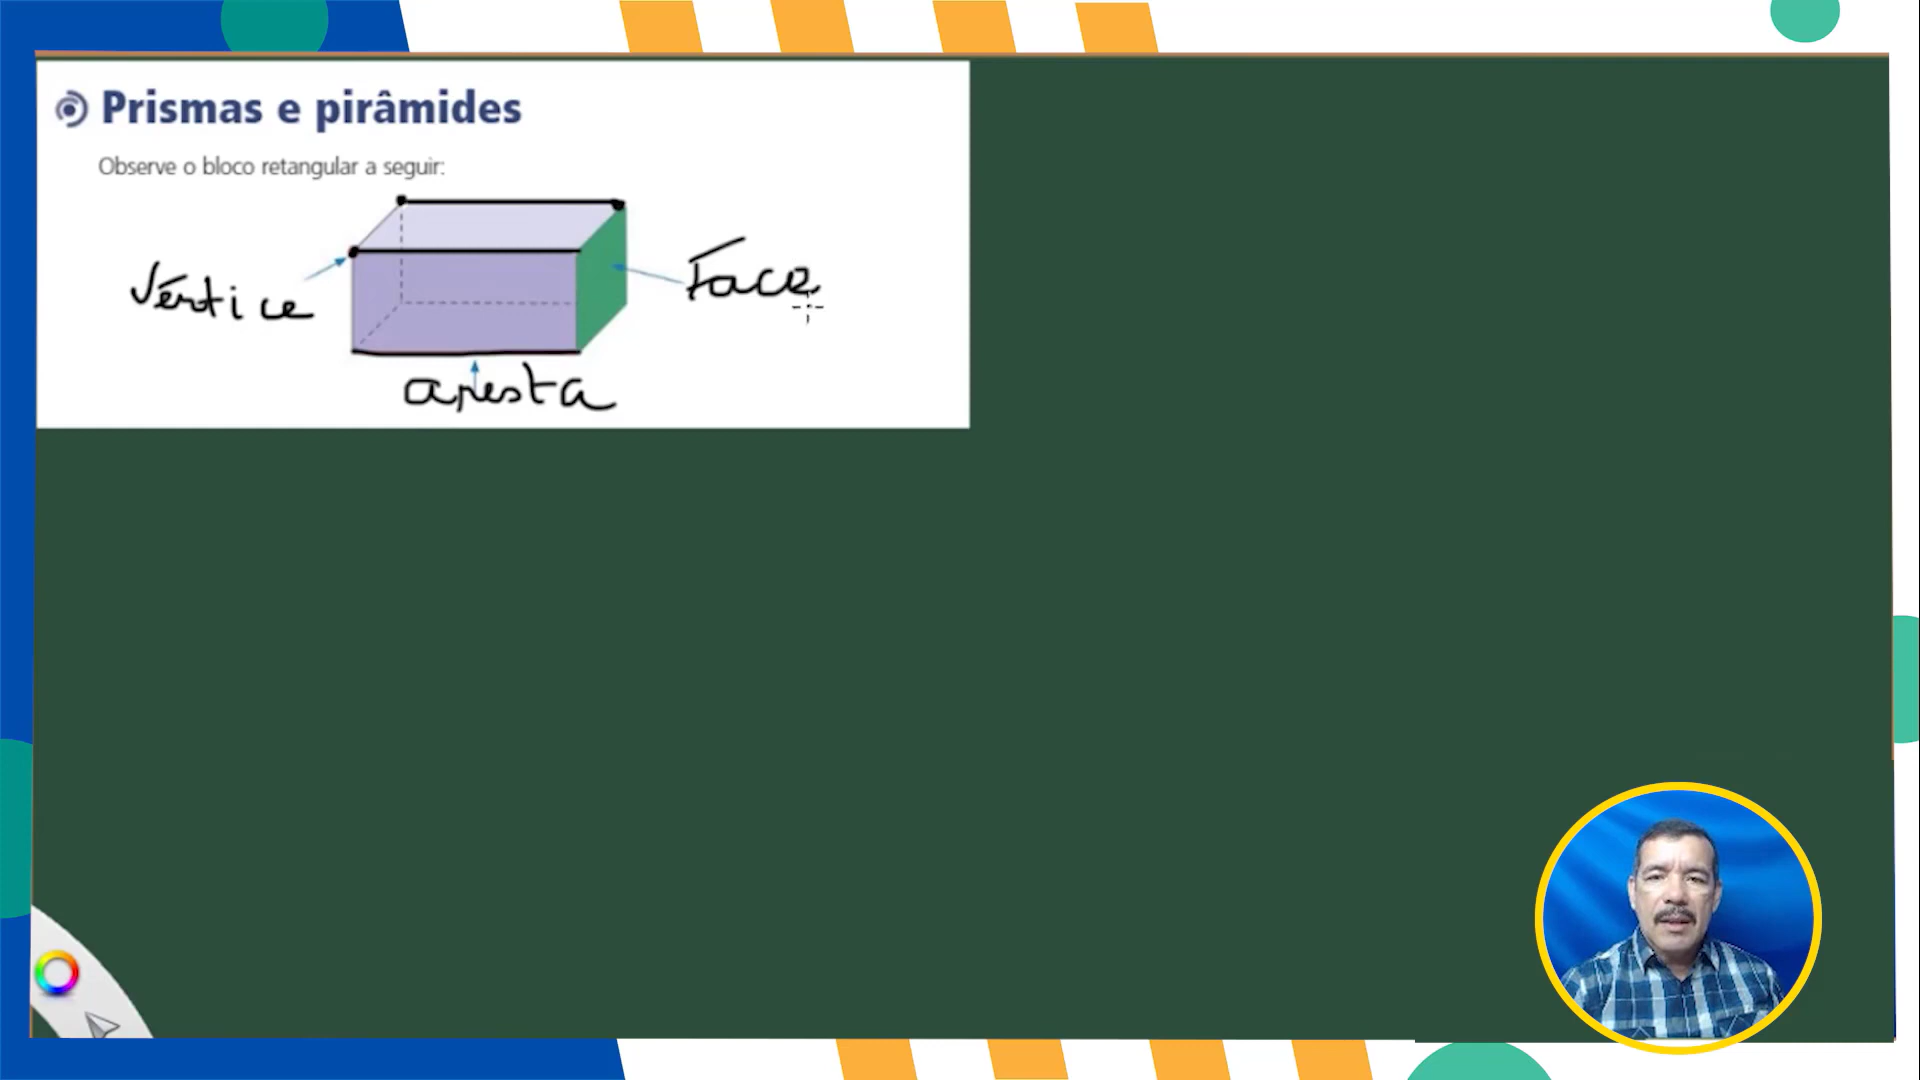 Prismas e pirâmides
Observe o bloco retangular a seguir:
Vértice
Face
aresta